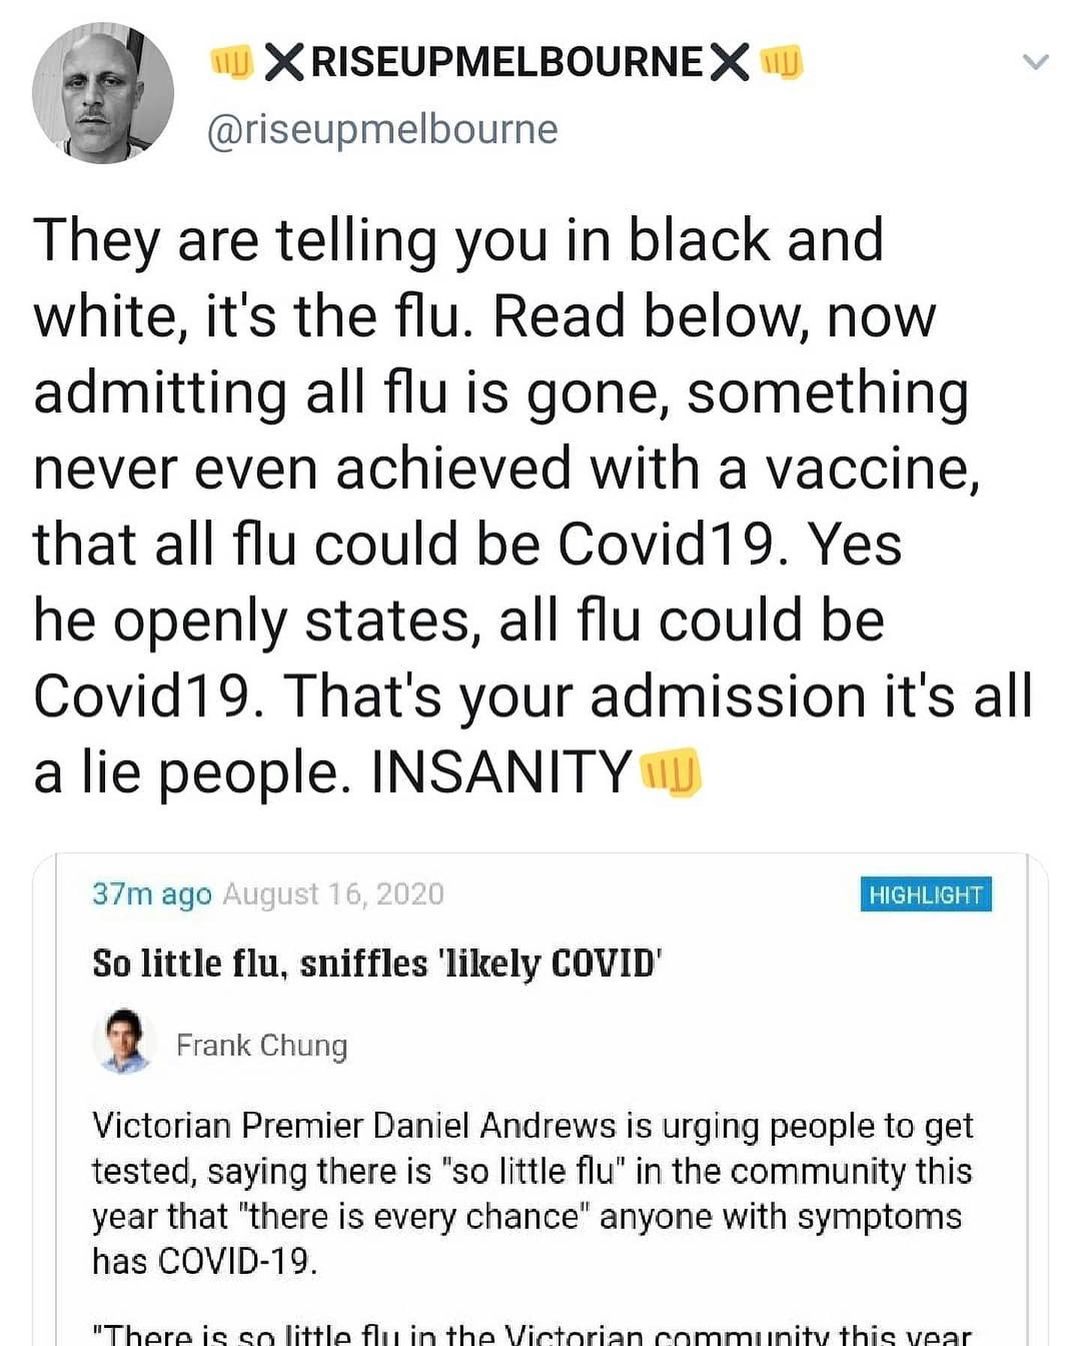 👊❌RISEUPMELBOURNE❌👊
@riseupmelbourne
They are telling you in black and
white, it's the flu. Read below, now
admitting all flu is gone, something
never even achieved with a vaccine,
that all flu could be Covid19. Yes
he openly states, all flu could be
Covid19. That's your admission it's all
a lie people. INSANITY👊
37m ago August 16, 2020
HIGHLIGHT
So little flu, sniffles 'likely COVID'
Frank Chung
Victorian Premier Daniel Andrews is urging people to get
tested, saying there is "so little flu" in the community this
year that "there is every chance" anyone with symptoms
has COVID-19.
"There is so little flu in the Victorian community this year